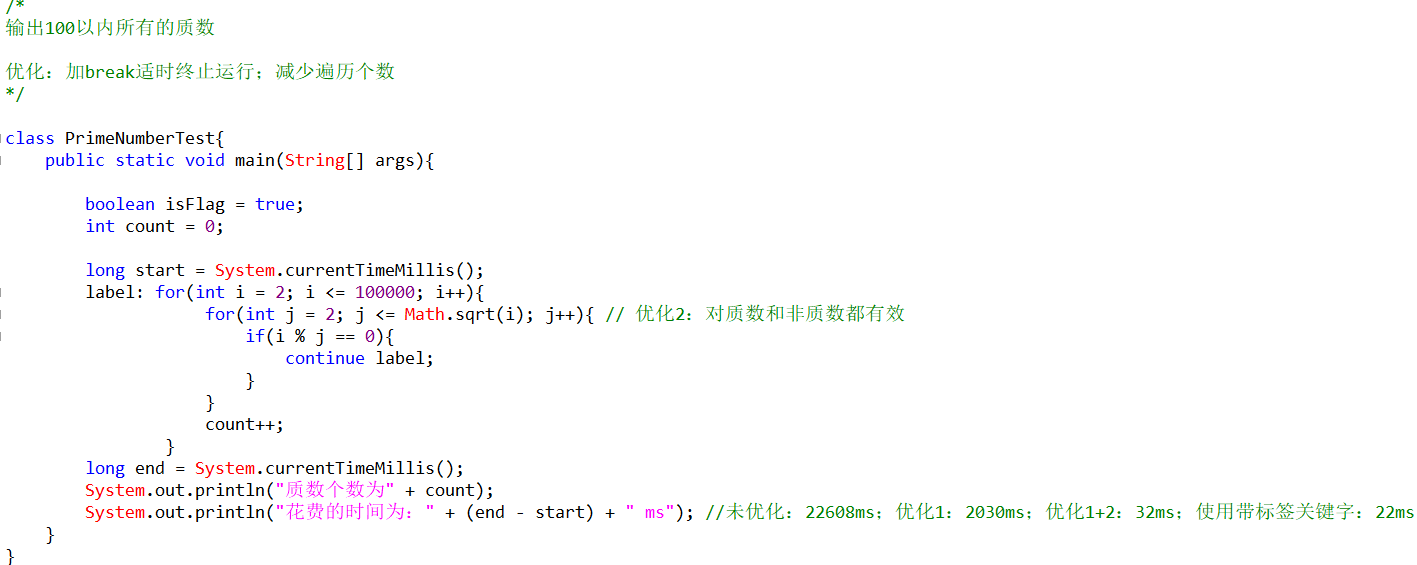 /*
输出100以内所有的质数
优化：加break适时终止运行；减少遍历个数
*/
class PrimeNumberTest{
    public static void main(String[] args){
        boolean isFlag = true;
        int count = 0;
        long start = System.currentTimeMillis();
        label: for(int i = 2; i <= 100000; i++){
                    for(int j = 2; j <= Math.sqrt(i); j++){ // 优化2：对质数和非质数都有效
                        if(i % j == 0){
                            continue label;
                        }
                    }
                    count++;
                }
        long end = System.currentTimeMillis();
        System.out.println("质数个数为" + count);
        System.out.println("花费的时间为：" + (end - start) + " ms"); //未优化：22608ms；优化1：2030ms；优化1+2：32ms；使用带标签关键字：22ms
    }
}